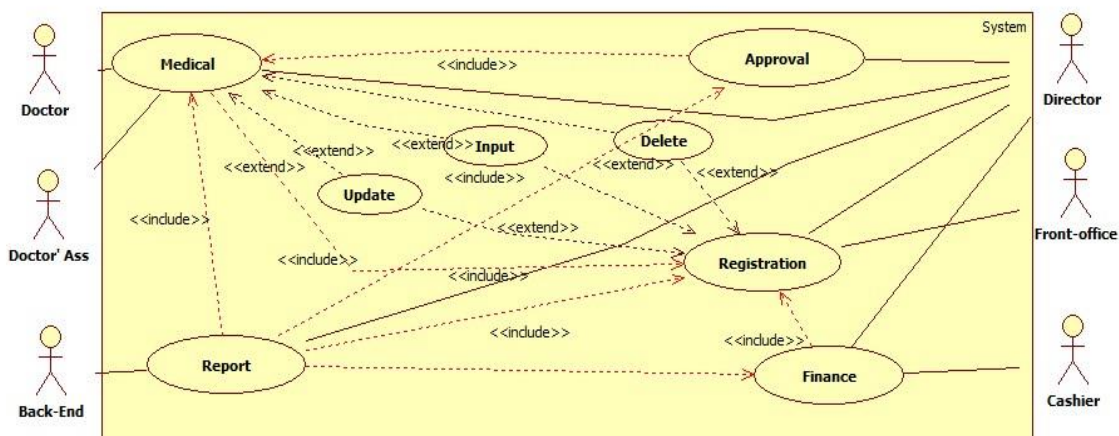 System
Doctor
Medical
Approval
Director
<<include>>
Input
Delete
<<extend>>
<<extend>>
<<extend>>
<<extend>>
<<extend>>
<<include>>
Update
Doctor' Ass
<<include>>
<<extend>>
Front-office
<<include>>
<<include>>
Registration
<<include>>
<<include>>
Report
Finance
Back-End
Cashier